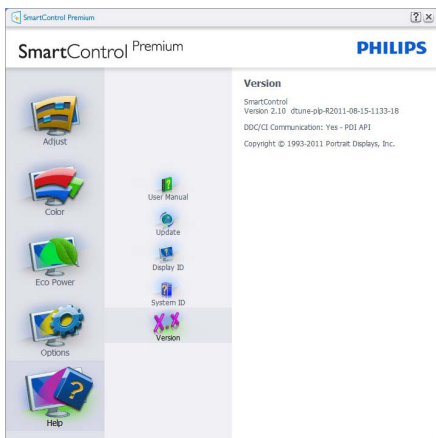 SmartControl Premium
SmartControl Premium
PHILIPS
Adjust
Color
Eco Power
Options
Help
User Manual
Update
Display ID
System ID
X.X
Version
Version
SmartControl
Version 2.10 dtune-plp-R2011-08-15-1133-18
DDC/CI Communication: Yes - PDI API
Copyright © 1993-2011 Portrait Displays, Inc.